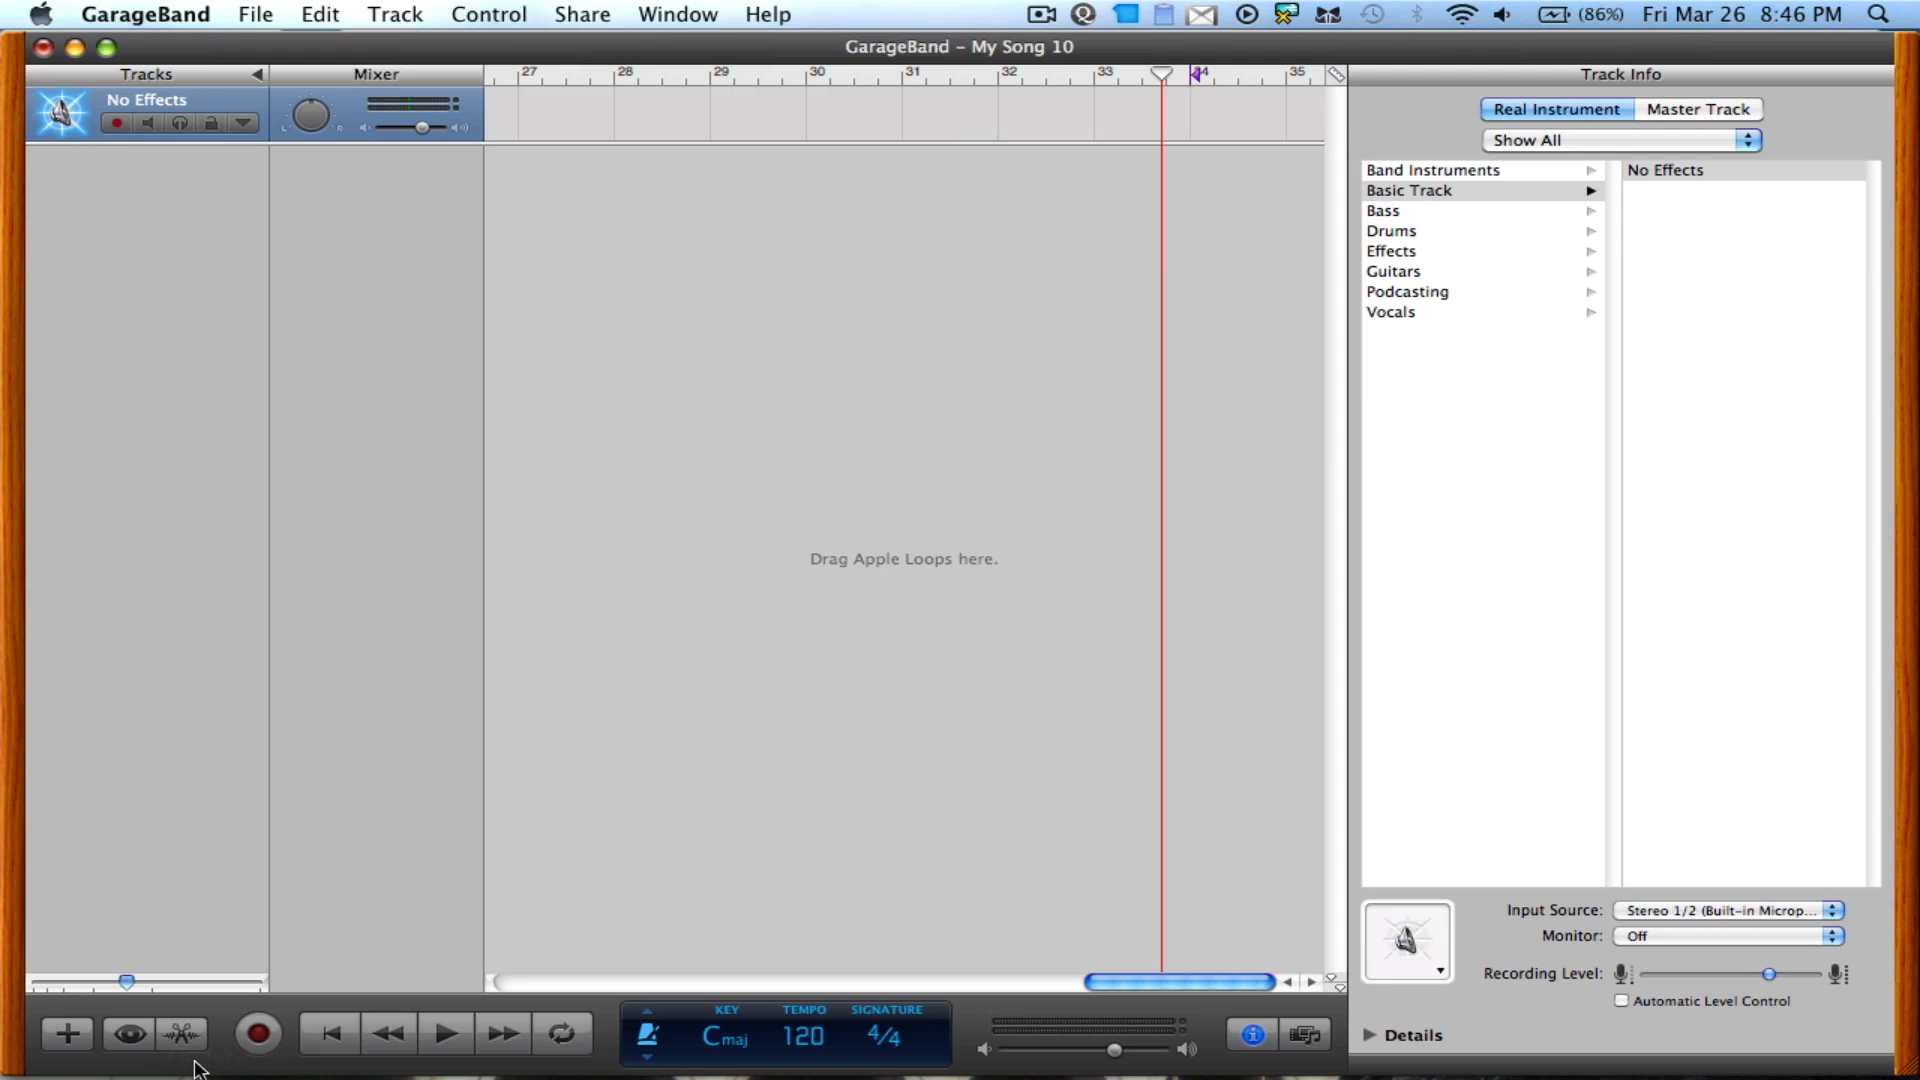 GarageBand File Edit Track Control Share Window Help (86%) Fri Mar 26 8:46 PM
GarageBand – My Song 10
Tracks Mixer 27 28 29 30 31 32 33 34 35 Track Info
No Effects
L R
Real Instrument Master Track
Show All
Band Instruments No Effects
Basic Track
Bass
Drums
Effects
Guitars
Podcasting
Vocals
Drag Apple Loops here.
Input Source: Stereo 1/2 (Built-in Microp...
Monitor: Off
Recording Level:
Automatic Level Control
KEY TEMPO SIGNATURE
Cmaj 120 4/4
Details